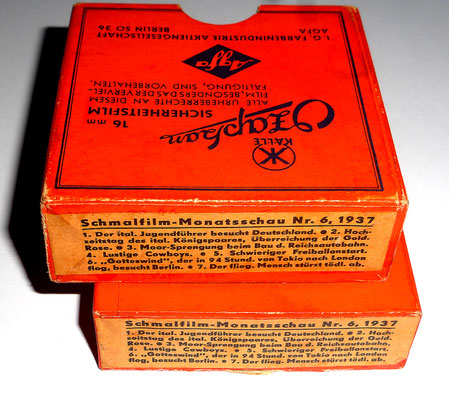 I. G. FARBENINDUSTRIE AKTIENGESELLSCHAFT
AGFA BERLIN SO 36
Agfa
ALLE URHEBERRECHTE AN DIESEM
FILM, BESONDERS DAS DER VERVIEL-
FÄLTIGUNG, SIND VORBEHALTEN.
16 mm
SICHERHEITSFILM
Ozaphan
KALLE
K
Schmalfilm-Monatsschau Nr. 6, 1937
1. Der ital. Jugendführer besucht Deutschland. ● 2. Hoch-
zeitstag des ital. Königspaares, Überreichung der Gold.
Rose. ● 3. Moor-Sprengung beim Bau d. Reichsautobahn.
4. Lustige Cowboys. ● 5. Schwieriger Freiballonstart.
6. „Gotteswind", der in 94 Stund. von Tokio nach London
flog, besucht Berlin. ● 7. Der flieg. Mensch stürzt tödl. ab.
Schmalfilm-Monatsschau Nr. 6, 1937
1. Der ital. Jugendführer besucht Deutschland. ● 2. Hoch-
zeitstag des ital. Königspaares, Überreichung der Gold.
Rose. ● 3. Moor-Sprengung beim Bau d. Reichsautobahn.
4. Lustige Cowboys. ● 5. Schwieriger Freiballonstart.
6. „Gotteswind", der in 94 Stund. von Tokio nach London
flog, besucht Berlin. ● 7. Der flieg. Mensch stürzt tödl. ab.